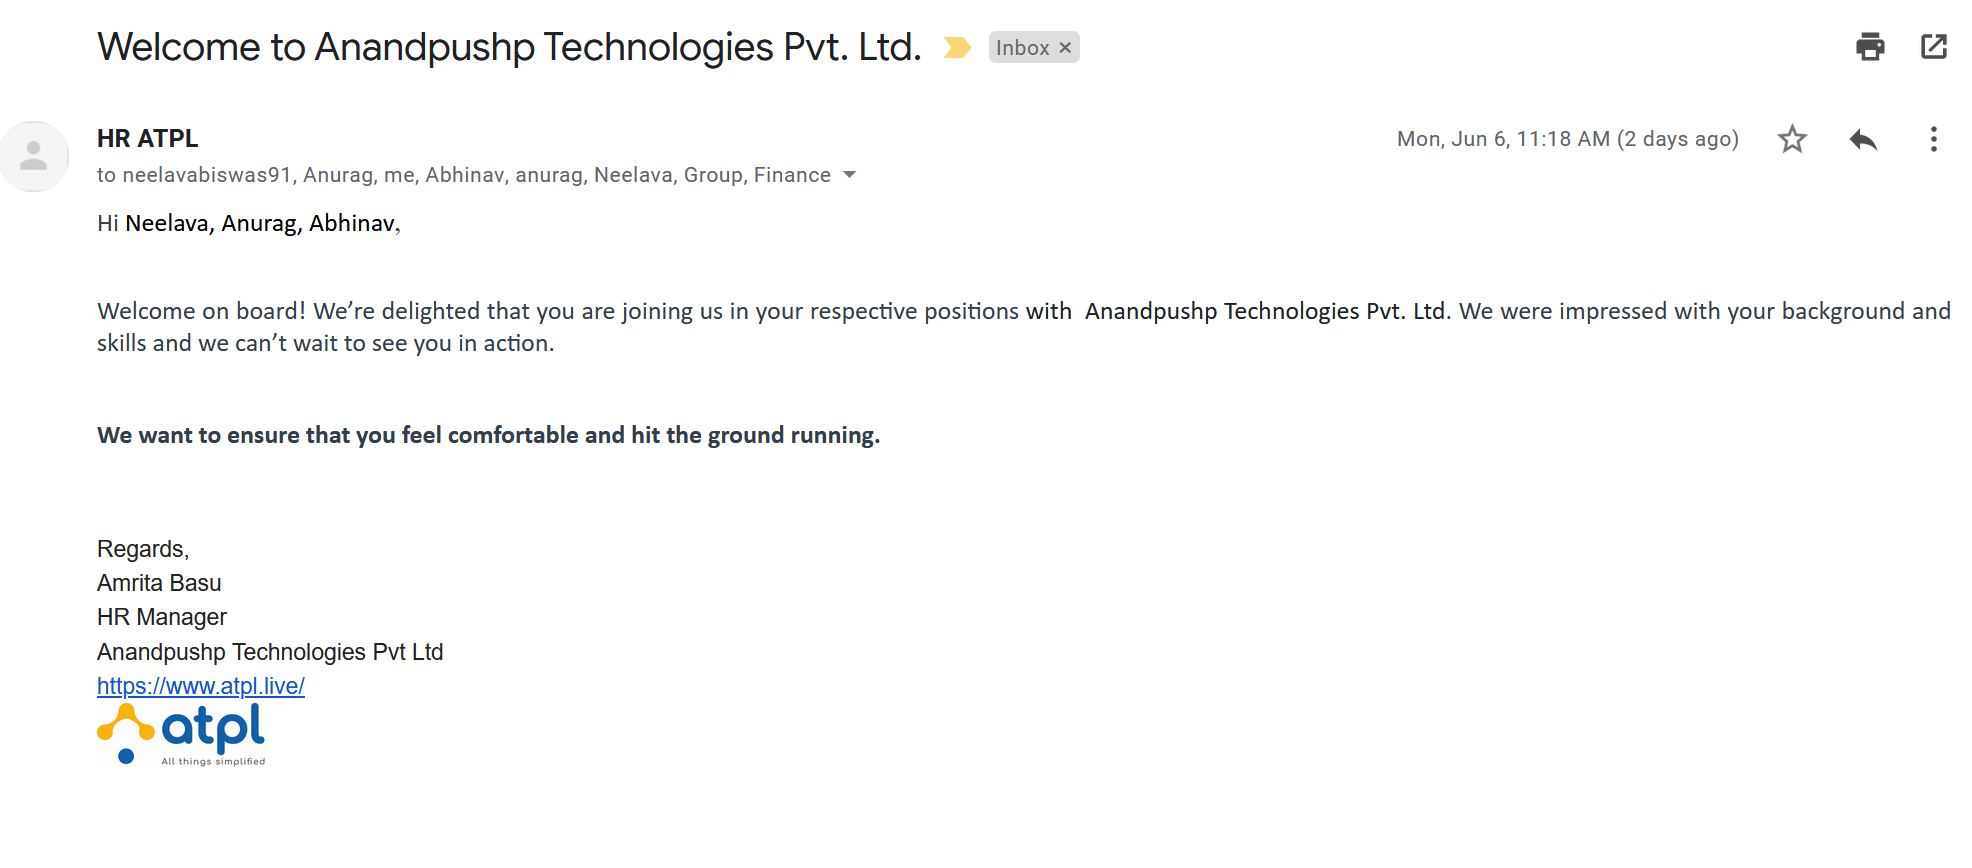 Welcome to Anandpushp Technologies Pvt. Ltd. Inbox ×
HR ATPL
Mon, Jun 6, 11:18 AM (2 days ago)
to neelavabiswas91, Anurag, me, Abhinav, anurag, Neelava, Group, Finance
Hi Neelava, Anurag, Abhinav,
Welcome on board! We’re delighted that you are joining us in your respective positions with  Anandpushp Technologies Pvt. Ltd. We were impressed with your background and
skills and we can’t wait to see you in action.
We want to ensure that you feel comfortable and hit the ground running.
Regards,
Amrita Basu
HR Manager
Anandpushp Technologies Pvt Ltd
https://www.atpl.live/
atpl
All things simplified